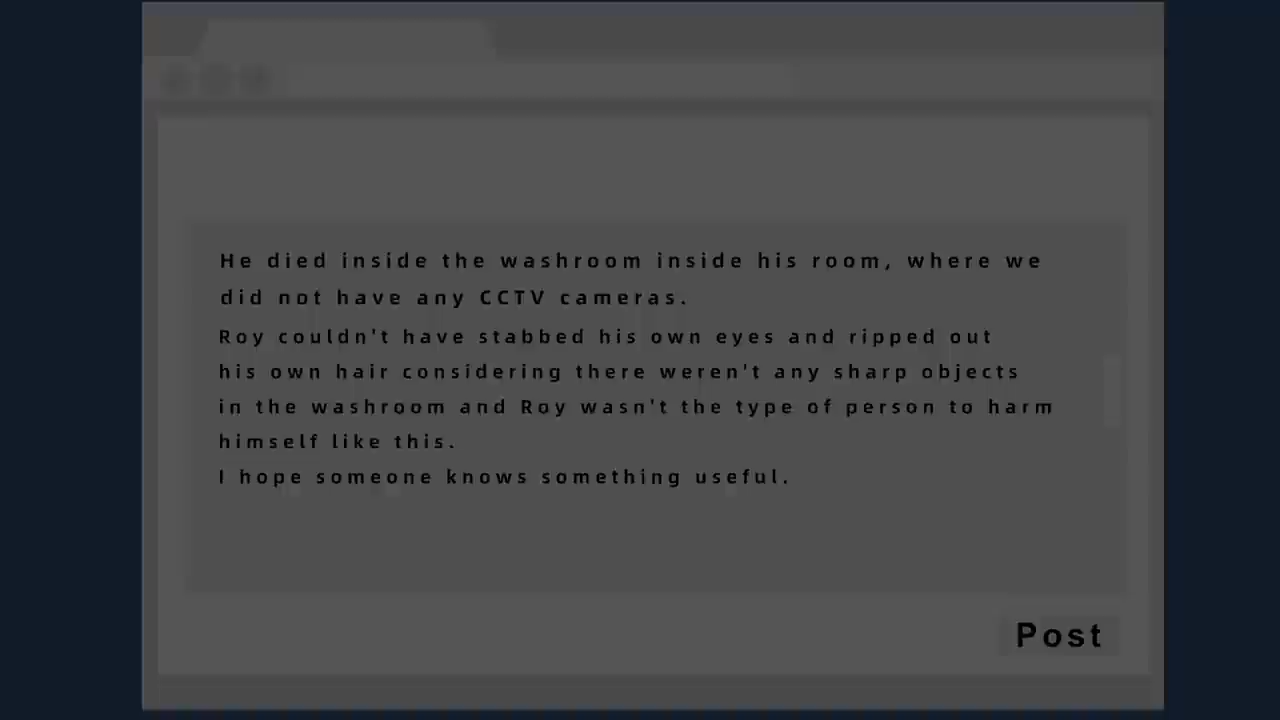 He died inside the washroom inside his room, where we
did not have any CCTV cameras.
Roy couldn't have stabbed his own eyes and ripped out
his own hair considering there weren't any sharp objects
in the washroom and Roy wasn't the type of person to harm
himself like this.
I hope someone knows something useful.
Post